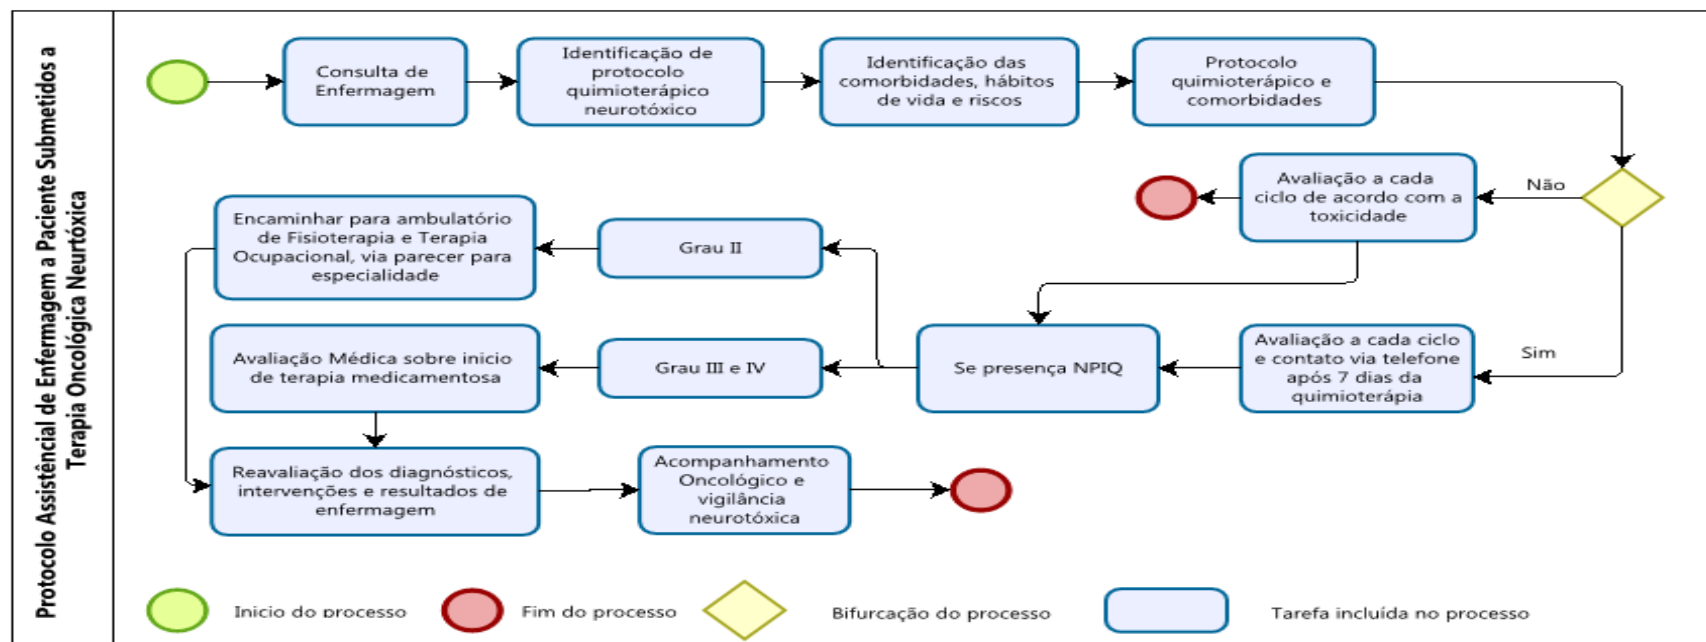 Protocolo Assistêncial de Enfermagem a Paciente Submetidos a
Terapia Oncológica Neurtóxica
Consulta de
Enfermagem
Identificação de
protocolo
quimioterápico
neurotóxico
Identificação das
comorbidades, hábitos
de vida e riscos
Protocolo
quimioterápico e
comorbidades
Não
Avaliação a cada
ciclo de acordo com a
toxicidade
Encaminhar para ambulatório
de Fisioterapia e Terapia
Ocupacional, via parecer para
especialidade
Grau II
Avaliação Médica sobre inicio
de terapia medicamentosa
Grau III e IV
Se presença NPIQ
Avaliação a cada ciclo
e contato via telefone
após 7 dias da
quimioterápia
Sim
Reavaliação dos diagnósticos,
intervenções e resultados de
enfermagem
Acompanhamento
Oncológico e
vigilância
neurotóxica
Inicio do processo
Fim do processo
Bifurcação do processo
Tarefa incluída no processo